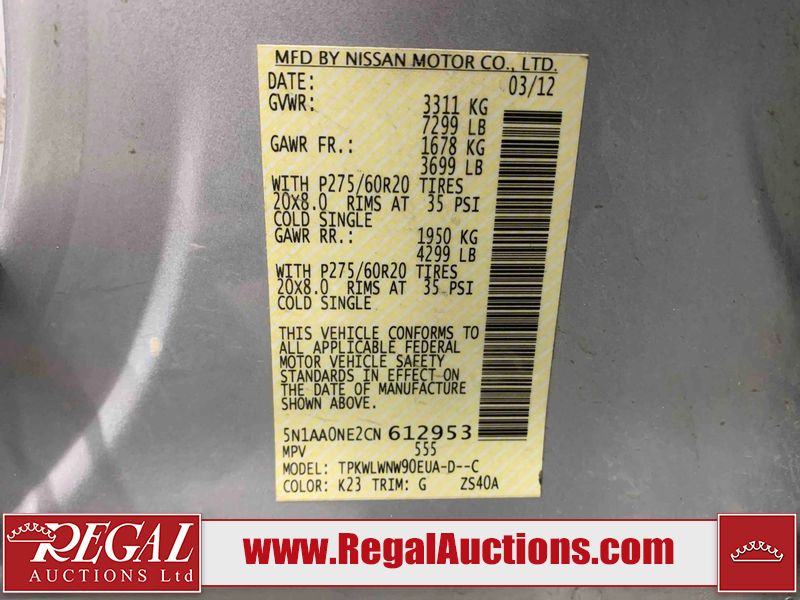 MFD BY NISSAN MOTOR CO., LTD.
DATE: 03/12
GVWR: 3311 KG
7299 LB
GAWR FR.: 1678 KG
3699 LB
WITH P275/60R20 TIRES
20X8.0 RIMS AT 35 PSI
COLD SINGLE
GAWR RR.: 1950 KG
4299 LB
WITH P275/60R20 TIRES
20X8.0 RIMS AT 35 PSI
COLD SINGLE
THIS VEHICLE CONFORMS TO
ALL APPLICABLE FEDERAL
MOTOR VEHICLE SAFETY
STANDARDS IN EFFECT ON
THE DATE OF MANUFACTURE
SHOWN ABOVE.
5N1AA0NE2CN 612953
MPV 555
MODEL: TPKWLWNW90EUA-D--C
COLOR: K23 TRIM: G ZS40A
REGAL
AUCTIONS Ltd
www.RegalAuctions.com